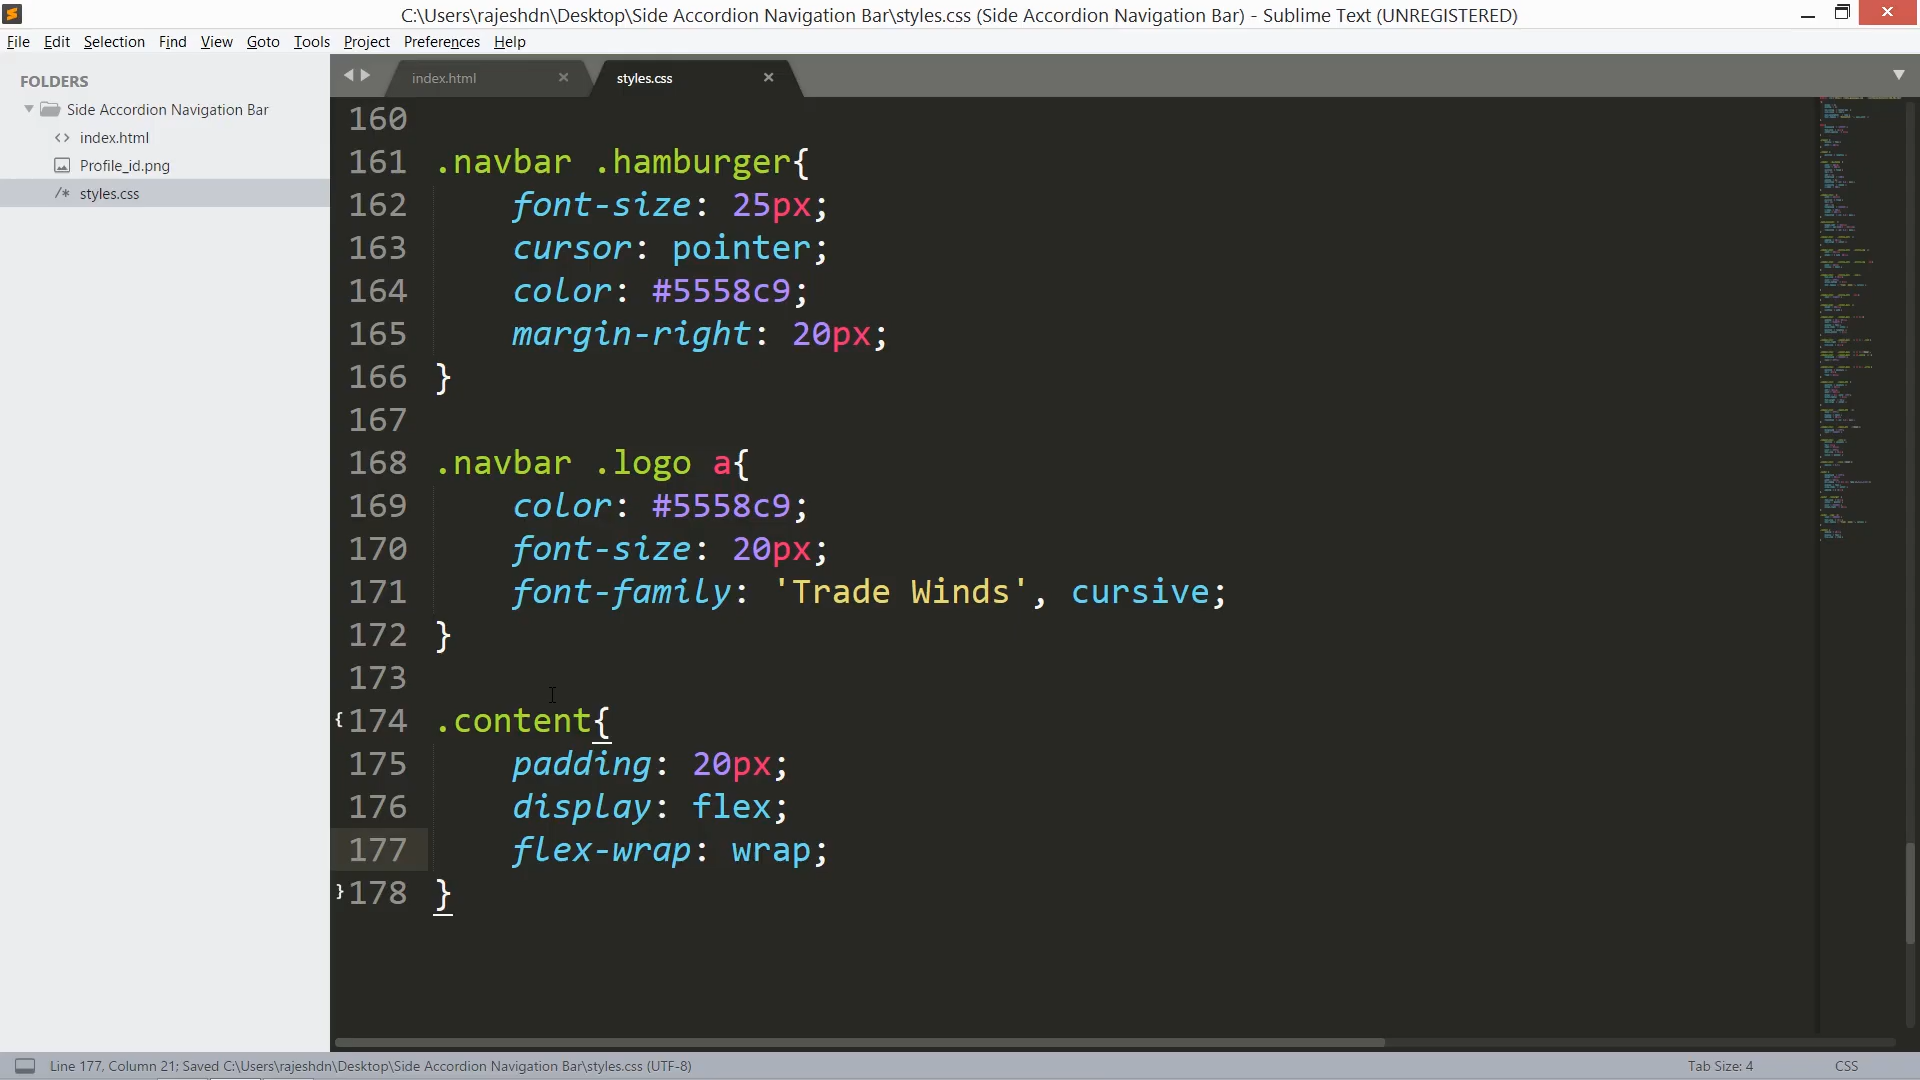 C:\Users\rajeshdn\Desktop\Side Accordion Navigation Bar\styles.css (Side Accordion Navigation Bar) - Sublime Text (UNREGISTERED)
File Edit Selection Find View Goto Tools Project Preferences Help
FOLDERS
Side Accordion Navigation Bar
index.html
Profile_id.png
styles.css
index.html styles.css
160
161 .navbar .hamburger{
162 font-size: 25px;
163 cursor: pointer;
164 color: #5558c9;
165 margin-right: 20px;
166 }
167
168 .navbar .logo a{
169 color: #5558c9;
170 font-size: 20px;
171 font-family: 'Trade Winds', cursive;
172 }
173
174 .content{
175 padding: 20px;
176 display: flex;
177 flex-wrap: wrap;
178 }
Line 177, Column 21; Saved C:\Users\rajeshdn\Desktop\Side Accordion Navigation Bar\styles.css (UTF-8) Tab Size: 4 CSS